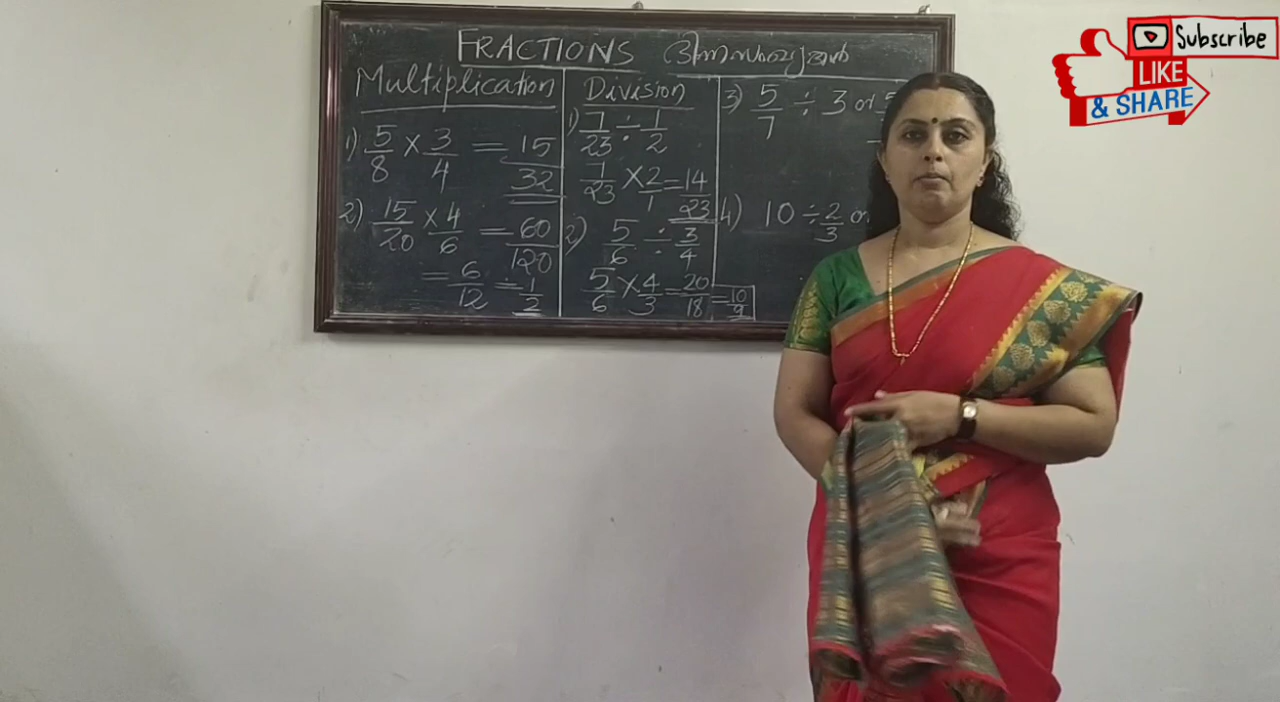 FRACTIONS ഭിന്നസംഖ്യകൾ
Multiplication
1) 5/8 × 3/4 = 15/32
2) 15/20 × 4/6 = 60/120
= 6/12 = 1/2
Division
1) 7/23 ÷ 1/2
7/23 × 2/1 = 14/23
2) 5/6 ÷ 3/4
5/6 × 4/3 = 20/18 = 10/9
3) 5/7 ÷ 3 or
4) 10 ÷ 2/3 or
Subscribe
LIKE
& SHARE